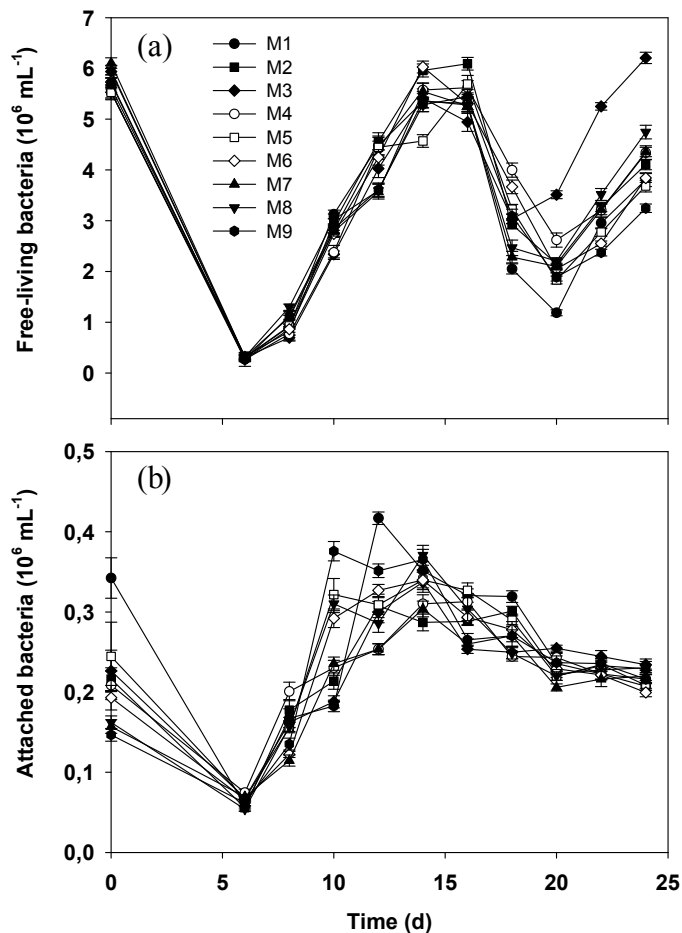 (a)
M1
M2
M3
M4
M5
M6
M7
M8
M9
Free-living bacteria (10⁶ mL⁻¹)
7
6
5
4
3
2
1
0
(b)
Attached bacteria (10⁶ mL⁻¹)
0,5
0,4
0,3
0,2
0,1
0,0
0 5 10 15 20 25
Time (d)